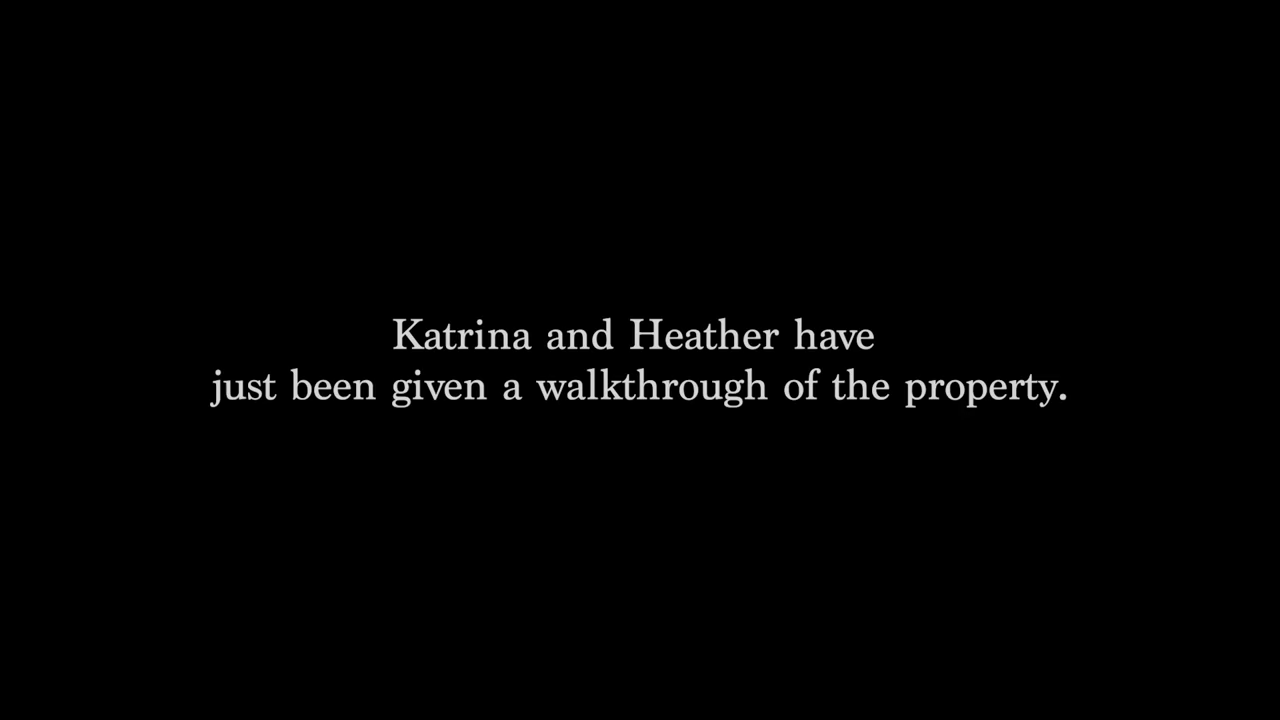 Katrina and Heather have
just been given a walkthrough of the property.